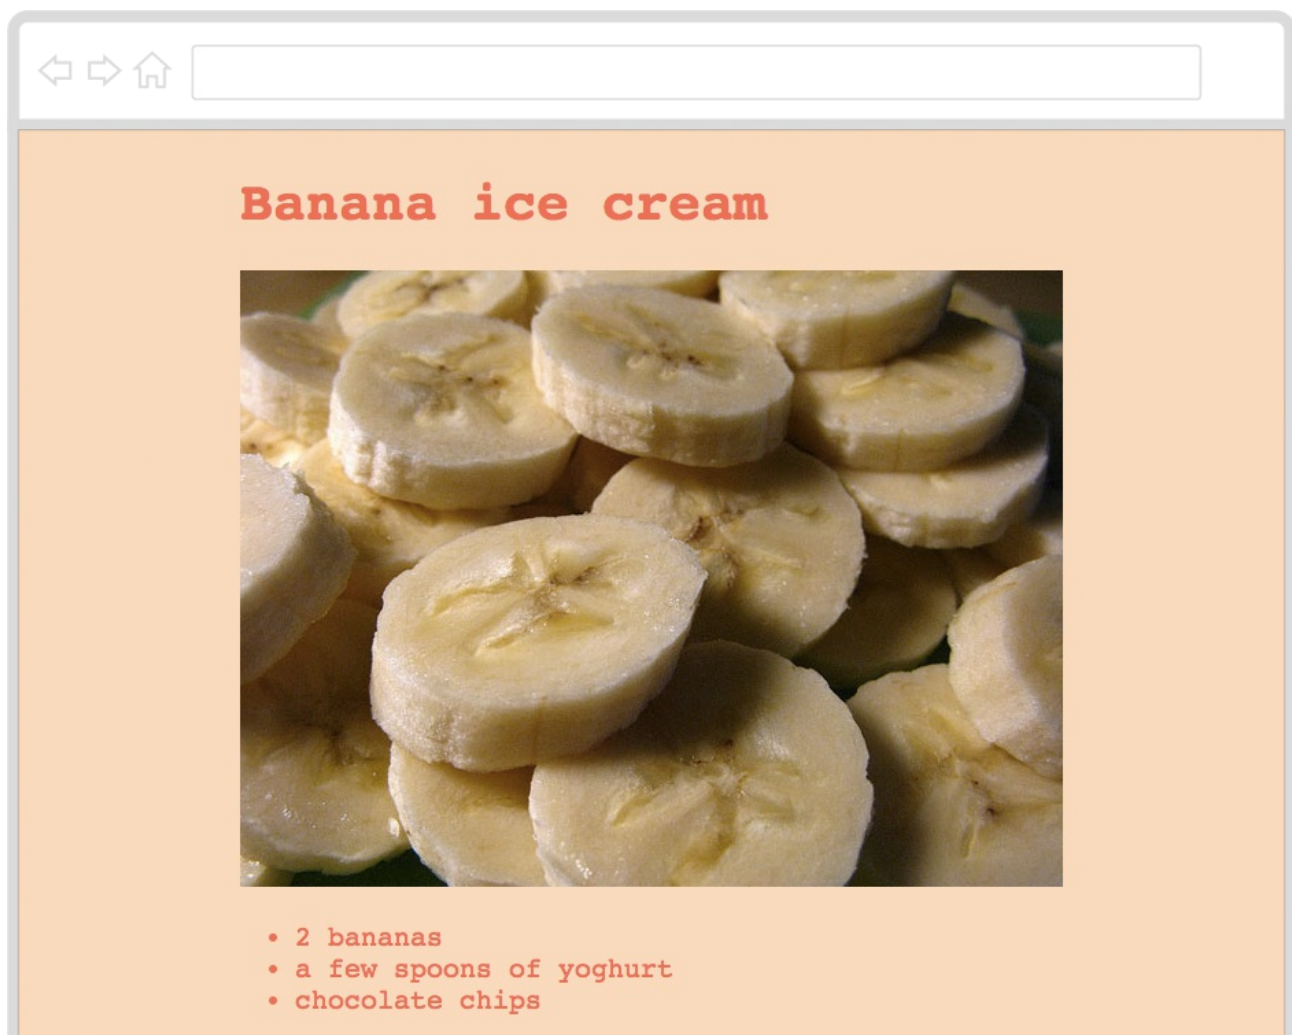 Banana ice cream
• 2 bananas
• a few spoons of yoghurt
• chocolate chips